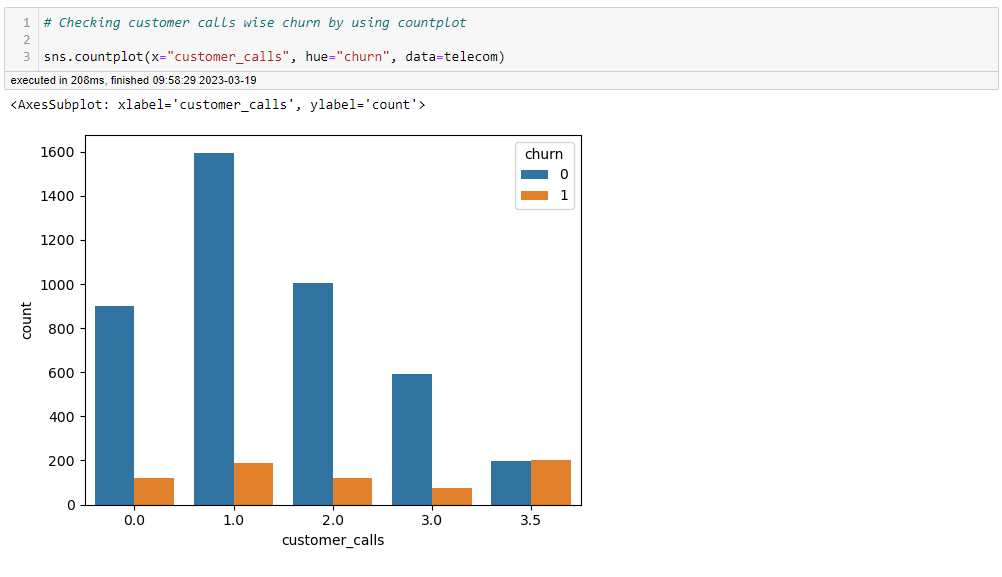 1 # Checking customer calls wise churn by using countplot
2
3 sns.countplot(x="customer_calls", hue="churn", data=telecom)
executed in 208ms, finished 09:58:29 2023-03-19
<AxesSubplot: xlabel='customer_calls', ylabel='count'>
churn
0
1
1600
1400
1200
1000
800
600
400
200
0
count
0.0 1.0 2.0 3.0 3.5
customer_calls